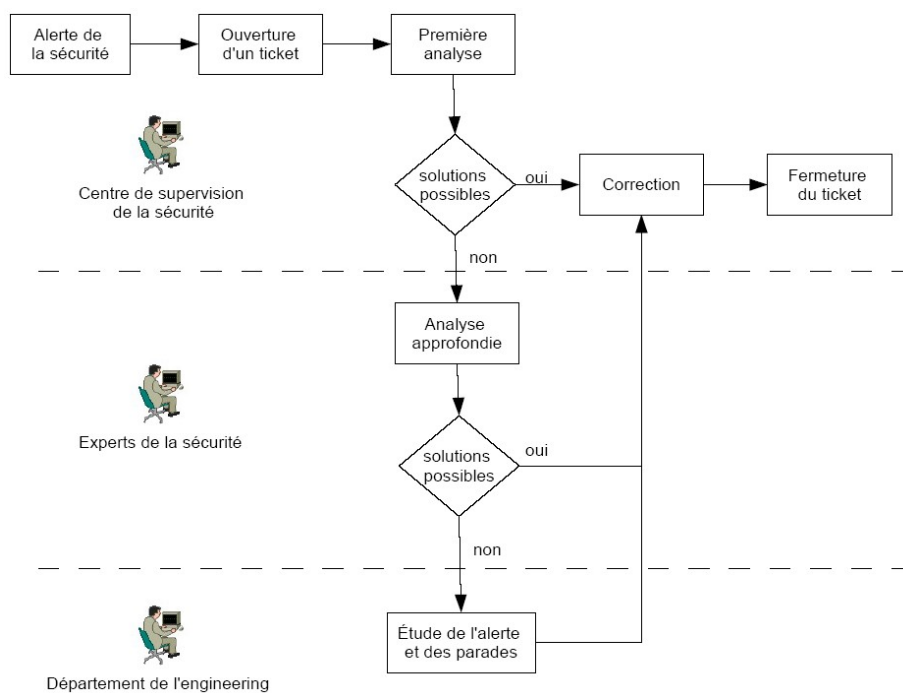 Alerte de
la sécurité
Ouverture
d'un ticket
Première
analyse
Centre de supervision
de la sécurité
solutions
possibles
oui
Correction
Fermeture
du ticket
non
Analyse
approfondie
Experts de la sécurité
solutions
possibles
oui
non
Étude de l'alerte
et des parades
Département de l'engineering